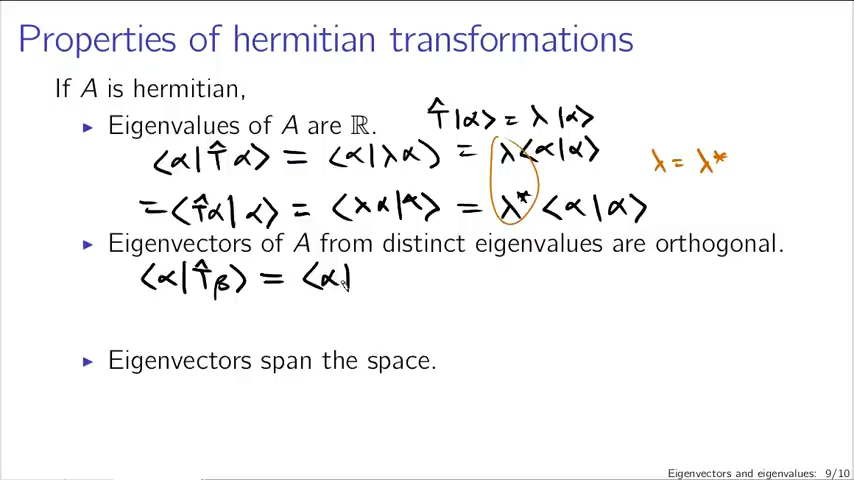 Properties of hermitian transformations
If A is hermitian,
T̂|α⟩ = λ|α⟩
▸ Eigenvalues of A are ℝ.
⟨α|T̂α⟩ = ⟨α|λα⟩ = λ⟨α|α⟩
λ = λ*
=⟨T̂α|α⟩ = ⟨λα|α⟩ = λ*⟨α|α⟩
▸ Eigenvectors of A from distinct eigenvalues are orthogonal.
⟨α|T̂β⟩ = ⟨α|
▸ Eigenvectors span the space.
Eigenvectors and eigenvalues: 9/10